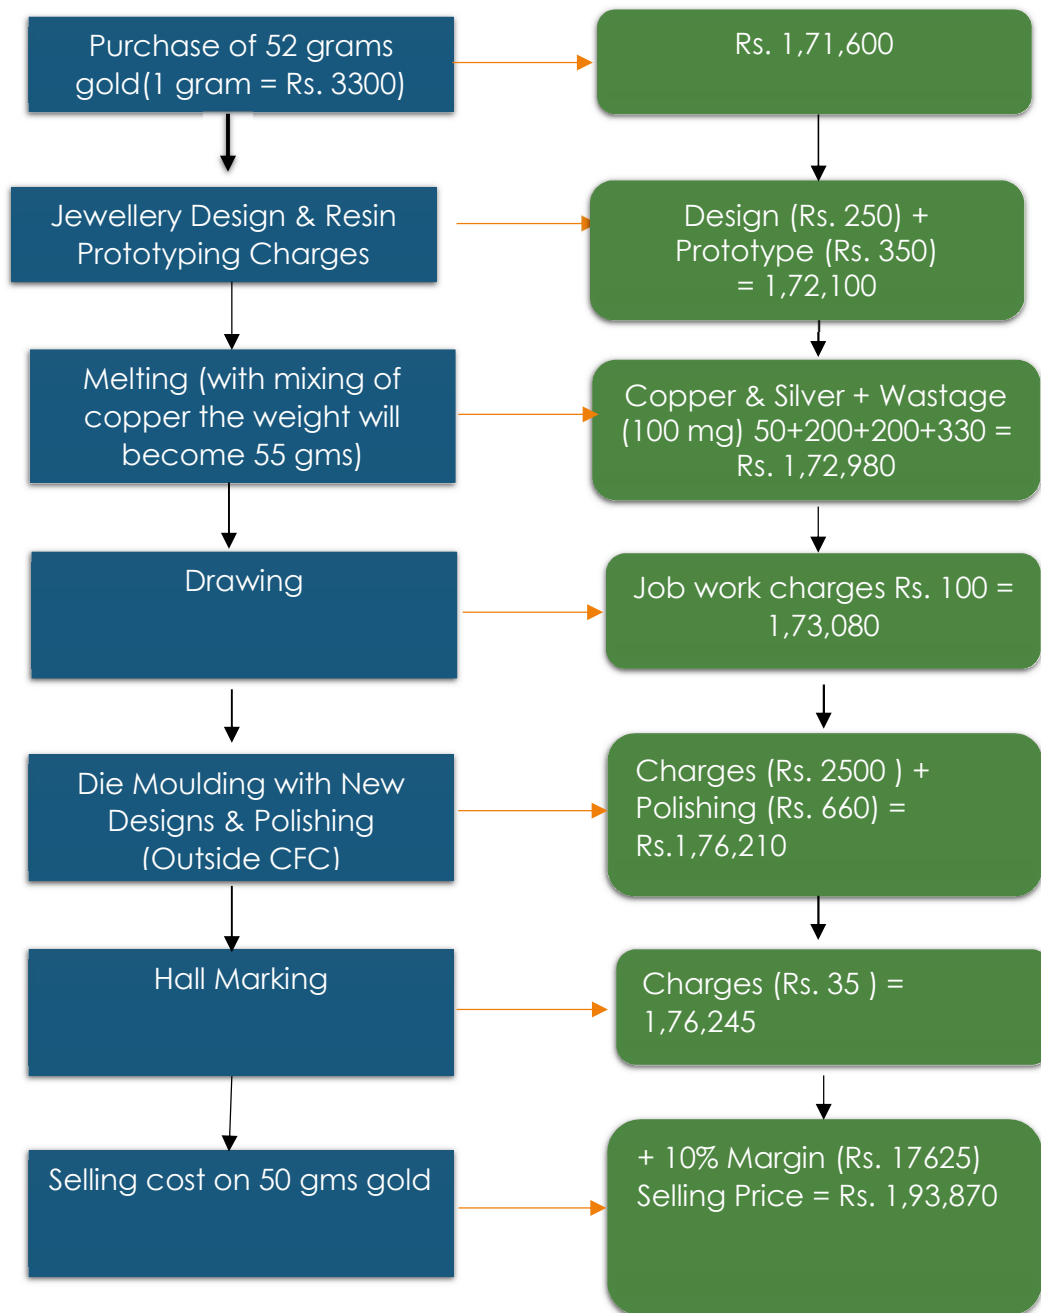 Purchase of 52 grams
gold(1 gram = Rs. 3300)
Rs. 1,71,600
Jewellery Design & Resin
Prototyping Charges
Design (Rs. 250) +
Prototype (Rs. 350)
= 1,72,100
Melting (with mixing of
copper the weight will
become 55 gms)
Copper & Silver + Wastage
(100 mg) 50+200+200+330 =
Rs. 1,72,980
Drawing
Job work charges Rs. 100 =
1,73,080
Die Moulding with New
Designs & Polishing
(Outside CFC)
Charges (Rs. 2500 ) +
Polishing (Rs. 660) =
Rs.1,76,210
Hall Marking
Charges (Rs. 35 ) =
1,76,245
Selling cost on 50 gms gold
+ 10% Margin (Rs. 17625)
Selling Price = Rs. 1,93,870